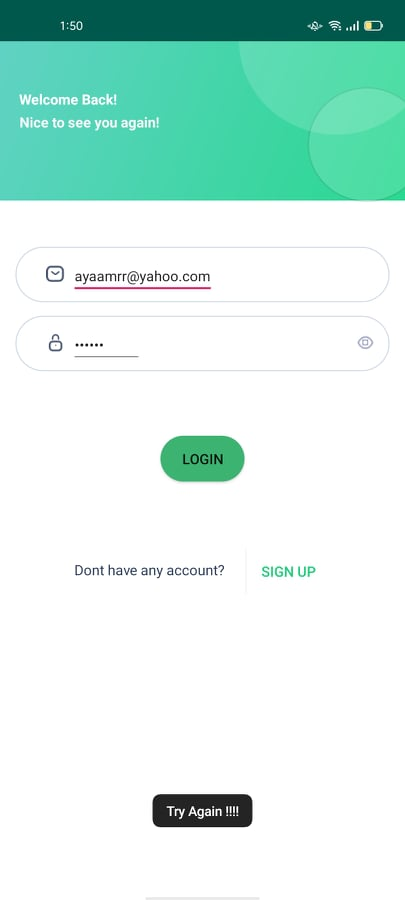 1:50
Welcome Back!
Nice to see you again!
ayaamrr@yahoo.com
••••••
LOGIN
Dont have any account?
SIGN UP
Try Again !!!!